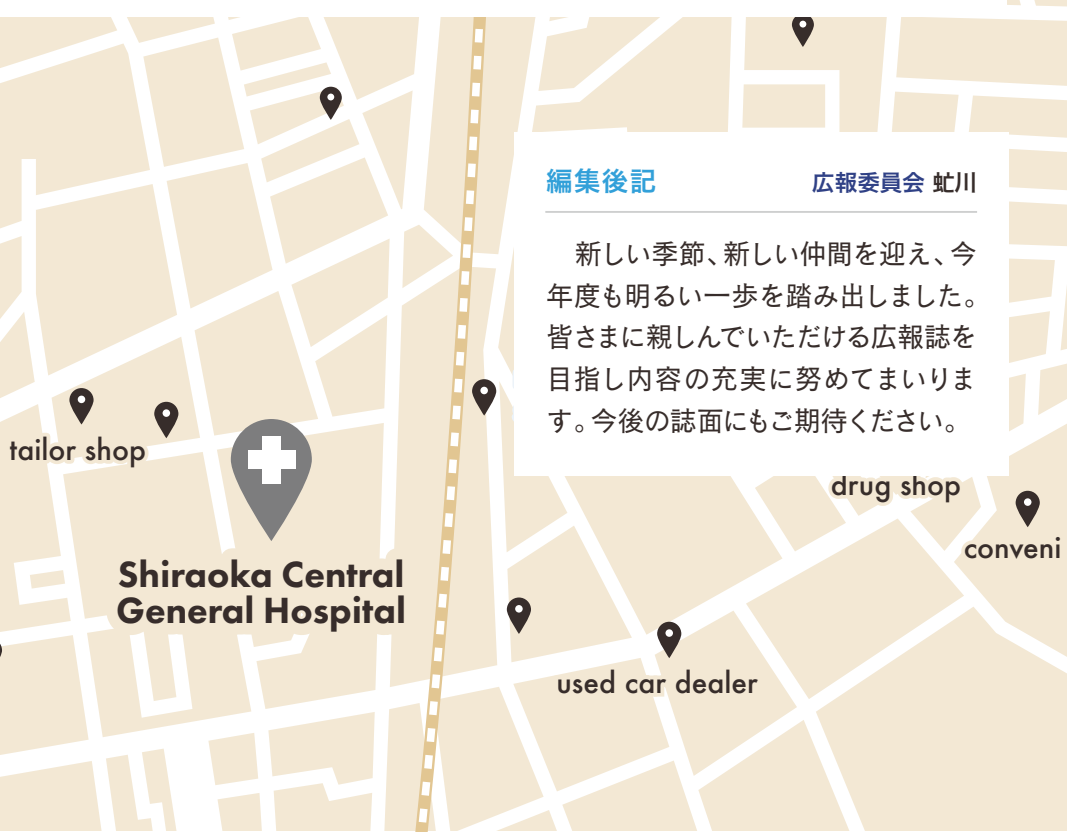 編集後記
広報委員会 虻川
新しい季節、新しい仲間を迎え、今
年度も明るい一歩を踏み出しました。
皆さまに親しんでいただける広報誌を
目指し内容の充実に努めてまいりま
す。今後の誌面にもご期待ください。
tailor shop
drug shop
conveni
Shiraoka Central
General Hospital
used car dealer